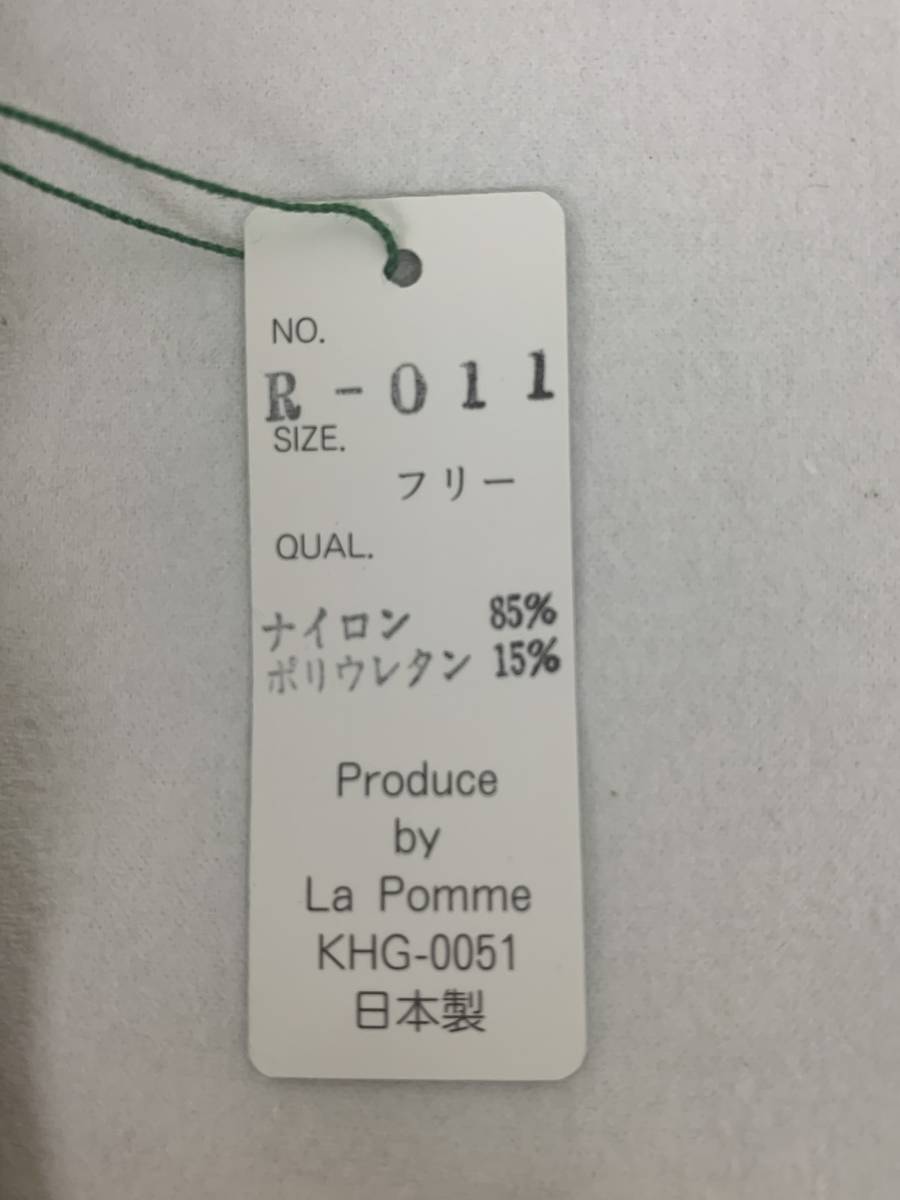 NO.
R-011
SIZE.
フリー
QUAL.
ナイロン 85%
ポリウレタン 15%
Produce
by
La Pomme
KHG-0051
日本製